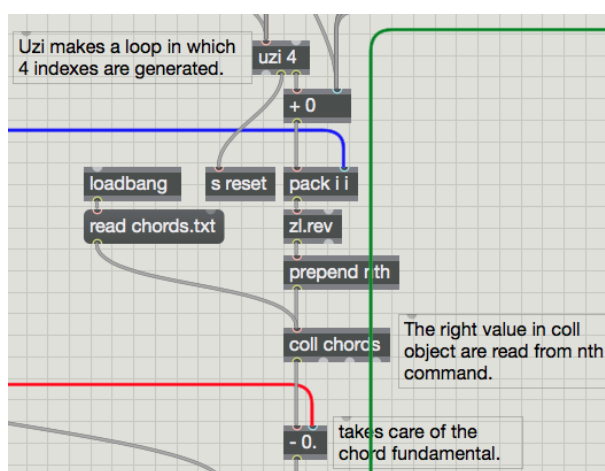 Uzi makes a loop in which
4 indexes are generated.
uzi 4
+ 0
loadbang
s reset
pack i i
read chords.txt
zl.rev
prepend nth
coll chords
The right value in coll
object are read from nth
command.
- 0.
takes care of the
chord fundamental.